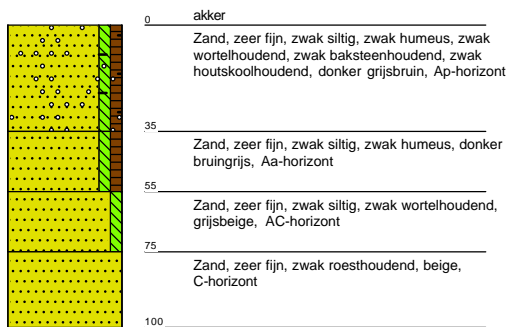 0 akker
Zand, zeer fijn, zwak siltig, zwak humeus, zwak
wortelhoudend, zwak baksteenhoudend, zwak
houtskoolhoudend, donker grijsbruin, Ap-horizont
35
Zand, zeer fijn, zwak siltig, zwak humeus, donker
bruingrijs, Aa-horizont
55
Zand, zeer fijn, zwak siltig, zwak wortelhoudend,
grijsbeige, AC-horizont
75
Zand, zeer fijn, zwak roesthoudend, beige,
C-horizont
100